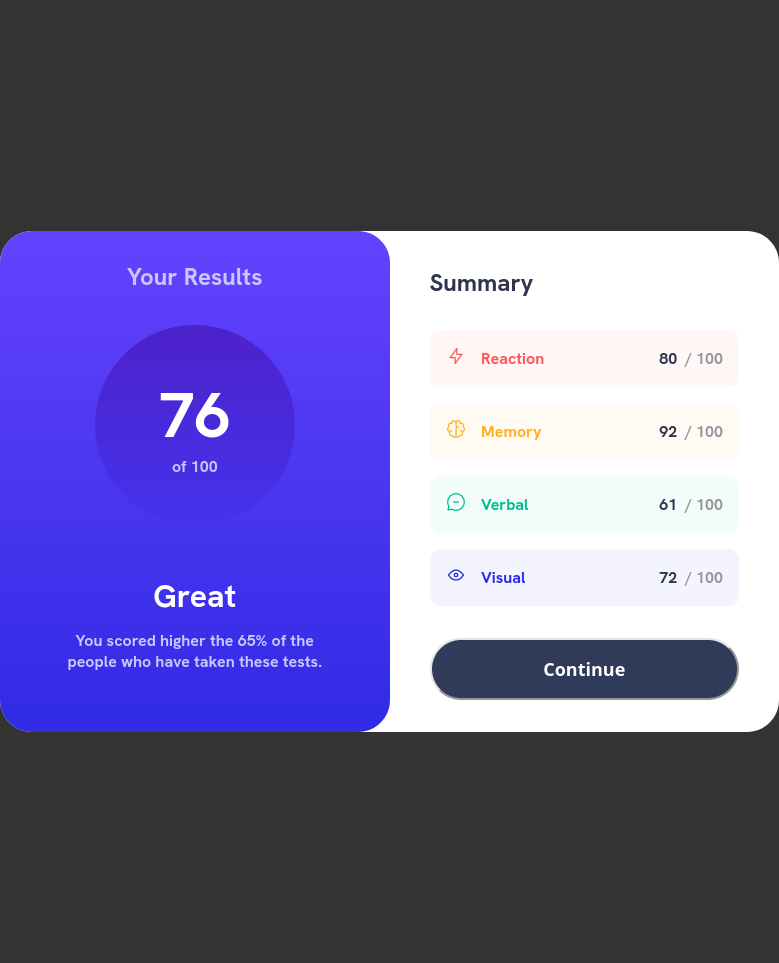 Your Results
76
of 100
Great
You scored higher the 65% of the
people who have taken these tests.
Summary
Reaction 80 / 100
Memory 92 / 100
Verbal 61 / 100
Visual 72 / 100
Continue